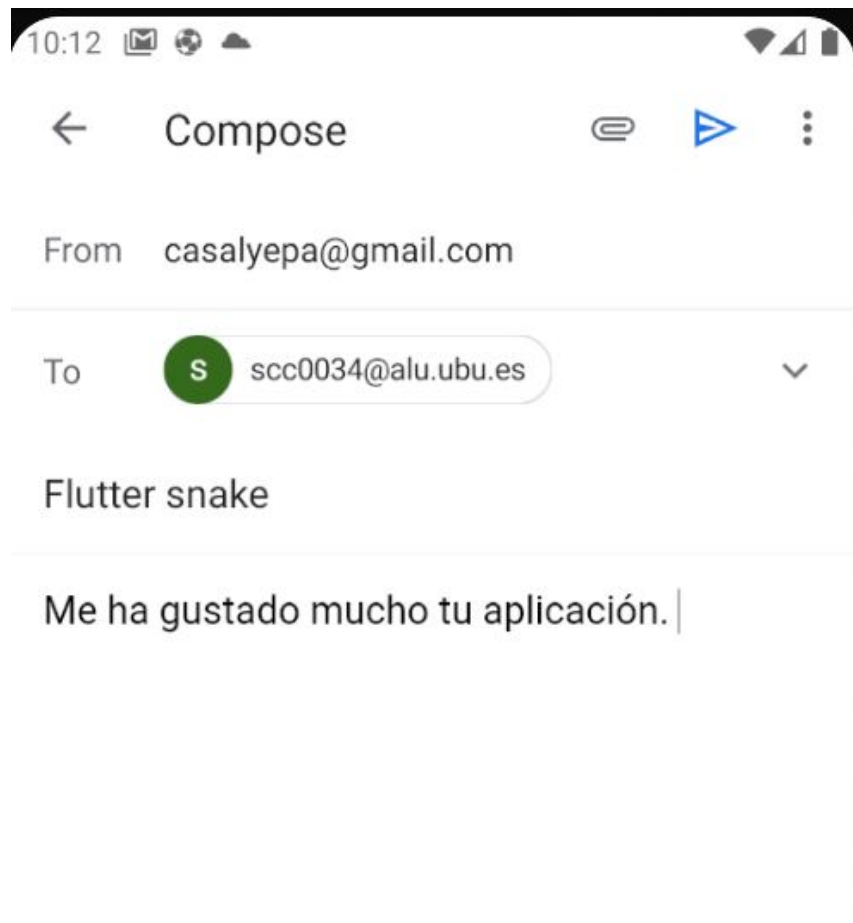 10:12
Compose
From casalyepa@gmail.com
To S scc0034@alu.ubu.es
Flutter snake
Me ha gustado mucho tu aplicación.